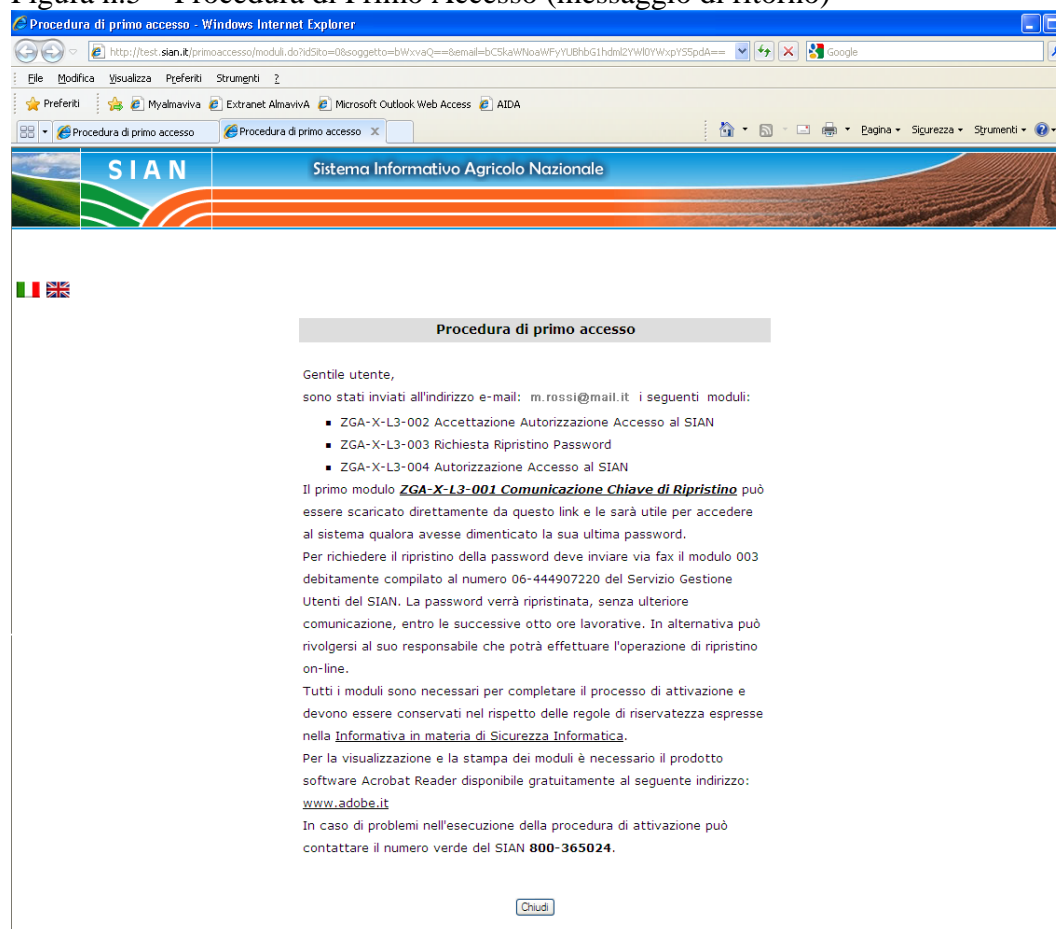 Figura n.5 – Procedura di Primo Accesso (messaggio di ritorno)
Procedura di primo accesso - Windows Internet Explorer
http://test.sian.it/primoaccesso/moduli.do?idSito=0&soggetto=bWxvaQ==&email=bC5kaWNoaWFyYUBhbG1hdml2YWl0YWxpYS5pdA==
Google
File Modifica Visualizza Preferiti Strumenti ?
Preferiti Myalmaviva Extranet AlmavivA Microsoft Outlook Web Access AIDA
Procedura di primo accesso Procedura di primo accesso X Pagina Sicurezza Strumenti
SIAN Sistema Informativo Agricolo Nazionale
Procedura di primo accesso
Gentile utente,
sono stati inviati all'indirizzo e-mail: m.rossi@mail.it i seguenti moduli:
ZGA-X-L3-002 Accettazione Autorizzazione Accesso al SIAN
ZGA-X-L3-003 Richiesta Ripristino Password
ZGA-X-L3-004 Autorizzazione Accesso al SIAN
Il primo modulo ZGA-X-L3-001 Comunicazione Chiave di Ripristino può
essere scaricato direttamente da questo link e le sarà utile per accedere
al sistema qualora avesse dimenticato la sua ultima password.
Per richiedere il ripristino della password deve inviare via fax il modulo 003
debitamente compilato al numero 06-444907220 del Servizio Gestione
Utenti del SIAN. La password verrà ripristinata, senza ulteriore
comunicazione, entro le successive otto ore lavorative. In alternativa può
rivolgersi al suo responsabile che potrà effettuare l'operazione di ripristino
on-line.
Tutti i moduli sono necessari per completare il processo di attivazione e
devono essere conservati nel rispetto delle regole di riservatezza espresse
nella Informativa in materia di Sicurezza Informatica.
Per la visualizzazione e la stampa dei moduli è necessario il prodotto
software Acrobat Reader disponibile gratuitamente al seguente indirizzo:
www.adobe.it
In caso di problemi nell'esecuzione della procedura di attivazione può
contattare il numero verde del SIAN 800-365024.
Chiudi